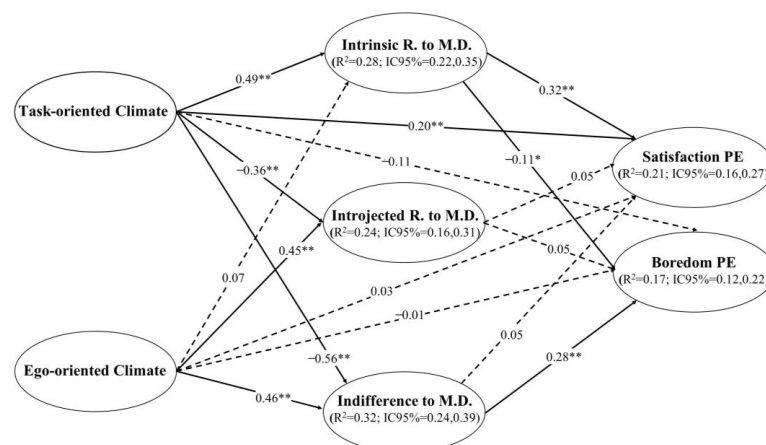 Intrinsic R. to M.D.
(R²=0.28; IC95%=0.22,0.35)
0.49**
0.32**
Task-oriented Climate
0.20**
−0.11
−0.11*
Satisfaction PE
(R²=0.21; IC95%=0.16,0.27)
−0.36**
0.05
Introjected R. to M.D.
(R²=0.24; IC95%=0.16,0.31)
0.45**
0.05
0.07
Boredom PE
(R²=0.17; IC95%=0.12,0.22)
0.03
−0.01
0.05
−0.56**
0.28**
Ego-oriented Climate
0.46**
Indifference to M.D.
(R²=0.32; IC95%=0.24,0.39)